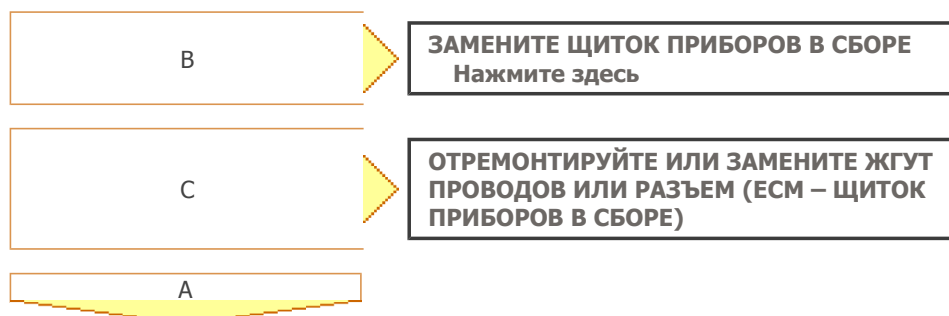 B
ЗАМЕНИТЕ ЩИТОК ПРИБОРОВ В СБОРЕ
Нажмите здесь
C
ОТРЕМОНТИРУЙТЕ ИЛИ ЗАМЕНИТЕ ЖГУТ
ПРОВОДОВ ИЛИ РАЗЪЕМ (ECM – ЩИТОК
ПРИБОРОВ В СБОРЕ)
A